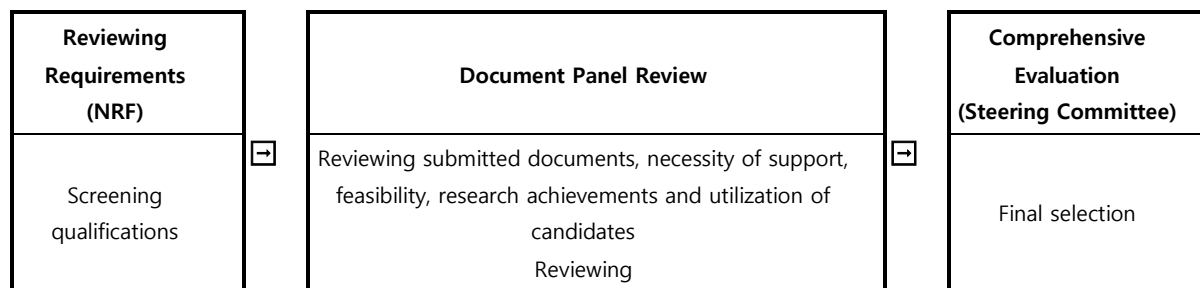 Reviewing
Requirements
(NRF)
Document Panel Review
Comprehensive
Evaluation
(Steering Committee)
Screening
qualifications
→
Reviewing submitted documents, necessity of support,
feasibility, research achievements and utilization of
candidates
Reviewing
→
Final selection